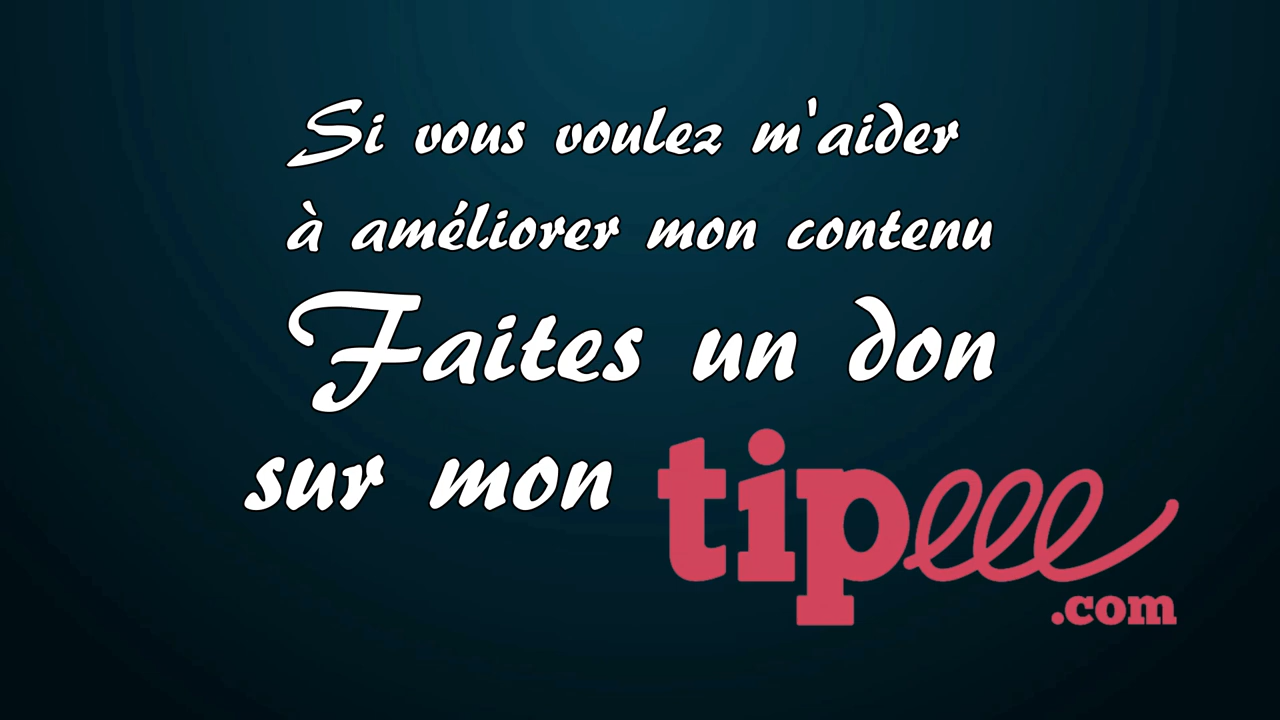 Si vous voulez m'aider
à améliorer mon contenu
Faites un don
sur mon tipeee
.com